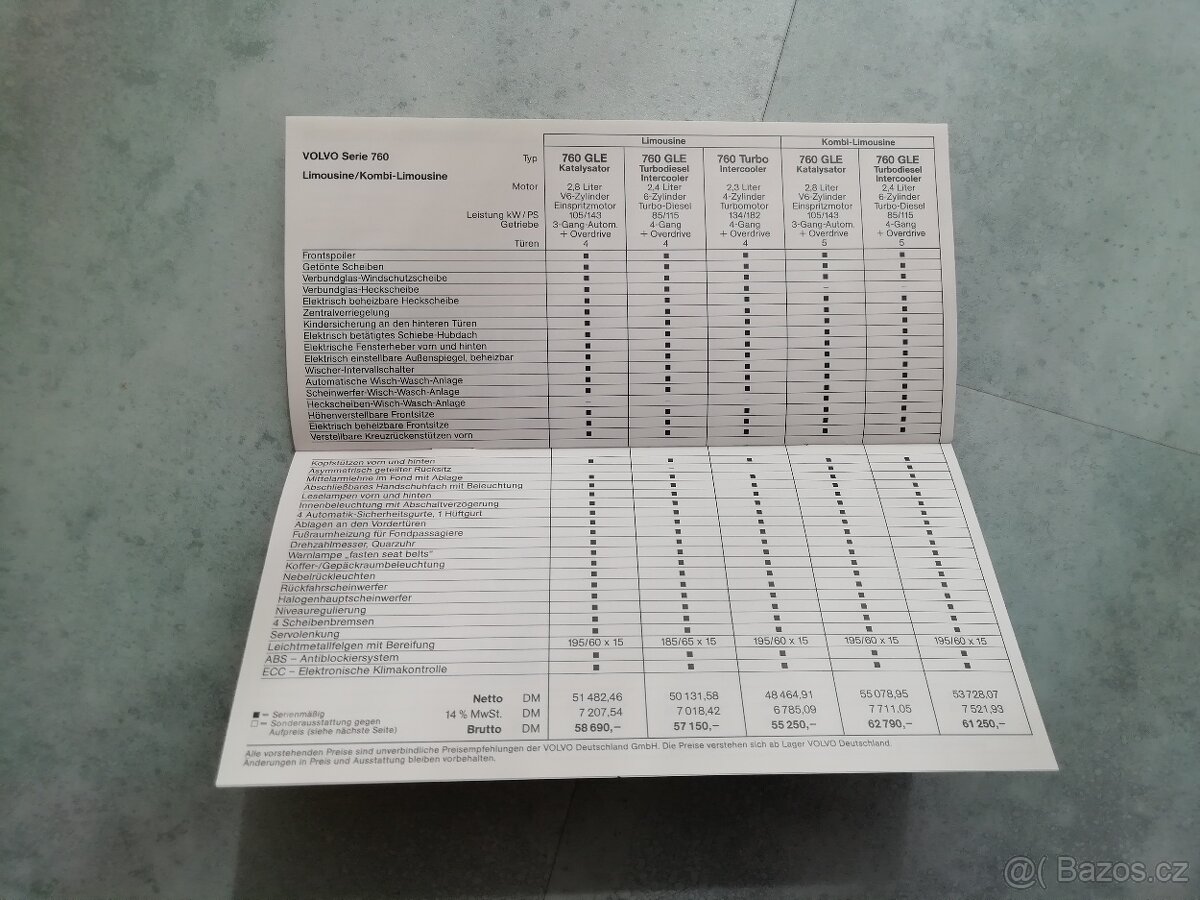 Limousine Kombi-Limousine
VOLVO Serie 760 Typ 760 GLE 760 GLE 760 Turbo 760 GLE 760 GLE
Katalysator Turbodiesel Intercooler Katalysator Turbodiesel
Limousine/Kombi-Limousine Intercooler Intercooler
Motor 2,8 Liter 2,4 Liter 2,3 Liter 2,8 Liter 2,4 Liter
V6-Zylinder 6-Zylinder 4-Zylinder V6-Zylinder 6-Zylinder
Einspritzmotor Turbo-Diesel Turbomotor Einspritzmotor Turbo-Diesel
Leistung kW/PS 105/143 85/115 134/182 105/143 85/115
Getriebe 3-Gang-Autom. 4-Gang 4-Gang 3-Gang-Autom. 4-Gang
+ Overdrive + Overdrive + Overdrive + Overdrive + Overdrive
Türen 4 4 4 5 5
Frontspoiler ■ ■ ■ ■ ■
Getönte Scheiben ■ ■ ■ ■ ■
Verbundglas-Windschutzscheibe ■ ■ ■ ■ ■
Verbundglas-Heckscheibe ■ ■ ■ – –
Elektrisch beheizbare Heckscheibe ■ ■ ■ ■ ■
Zentralverriegelung ■ ■ ■ ■ ■
Kindersicherung an den hinteren Türen ■ ■ ■ ■ ■
Elektrisch betätigtes Schiebe-Hubdach ■ ■ ■ ■ ■
Elektrische Fensterheber vorn und hinten ■ ■ ■ ■ ■
Elektrisch einstellbare Außenspiegel, beheizbar ■ ■ ■ ■ ■
Wischer-Intervallschalter ■ ■ ■ ■ ■
Automatische Wisch-Wasch-Anlage ■ ■ ■ ■ ■
Scheinwerfer-Wisch-Wasch-Anlage ■ ■ ■ ■ ■
Heckscheiben-Wisch-Wasch-Anlage – – – ■ ■
Höhenverstellbare Frontsitze ■ ■ ■ ■ ■
Elektrisch beheizbare Frontsitze ■ ■ ■ ■ ■
Verstellbare Kreuzrückenstützen vorn ■ ■ ■ ■ ■
Kopfstützen vorn und hinten ■ ■ ■ ■ ■
Asymmetrisch geteilter Rücksitz – – – ■ ■
Mittelarmlehne im Fond mit Ablage ■ ■ ■ ■ ■
Abschließbares Handschuhfach mit Beleuchtung ■ ■ ■ ■ ■
Leselampen vorn und hinten ■ ■ ■ ■ ■
Innenbeleuchtung mit Abschaltverzögerung ■ ■ ■ ■ ■
4 Automatik-Sicherheitsgurte, 1 Hüftgurt ■ ■ ■ ■ ■
Ablagen an den Vordertüren ■ ■ ■ ■ ■
Fußraumheizung für Fondpassagiere ■ ■ ■ ■ ■
Drehzahlmesser, Quarzuhr ■ ■ ■ ■ ■
Warnlampe „fasten seat belts“ ■ ■ ■ ■ ■
Koffer-/Gepäckraumbeleuchtung ■ ■ ■ ■ ■
Nebelrückleuchten ■ ■ ■ ■ ■
Rückfahrscheinwerfer ■ ■ ■ ■ ■
Halogenhauptscheinwerfer ■ ■ ■ ■ ■
Niveauregulierung ■ ■ ■ ■ ■
4 Scheibenbremsen ■ ■ ■ ■ ■
Servolenkung ■ ■ ■ ■ ■
Leichtmetallfelgen mit Bereifung 195/60 x 15 185/65 x 15 195/60 x 15 195/60 x 15 195/60 x 15
ABS – Antiblockiersystem ■ ■ ■ ■ ■
ECC – Elektronische Klimakontrolle ■ ■ ■ ■ ■
Netto DM 51 482,46 50 131,58 48 464,91 55 078,95 53 728,07
■ = Serienmäßig 14 % MwSt. DM 7 207,54 7 018,42 6 785,09 7 711,05 7 521,93
□ = Sonderausstattung gegen
Aufpreis (siehe nächste Seite) Brutto DM 58 690,– 57 150,– 55 250,– 62 790,– 61 250,–
Alle vorstehenden Preise sind unverbindliche Preisempfehlungen der VOLVO Deutschland GmbH. Die Preise verstehen sich ab Lager VOLVO Deutschland.
Änderungen in Preis und Ausstattung bleiben vorbehalten.
@( Bazos.cz